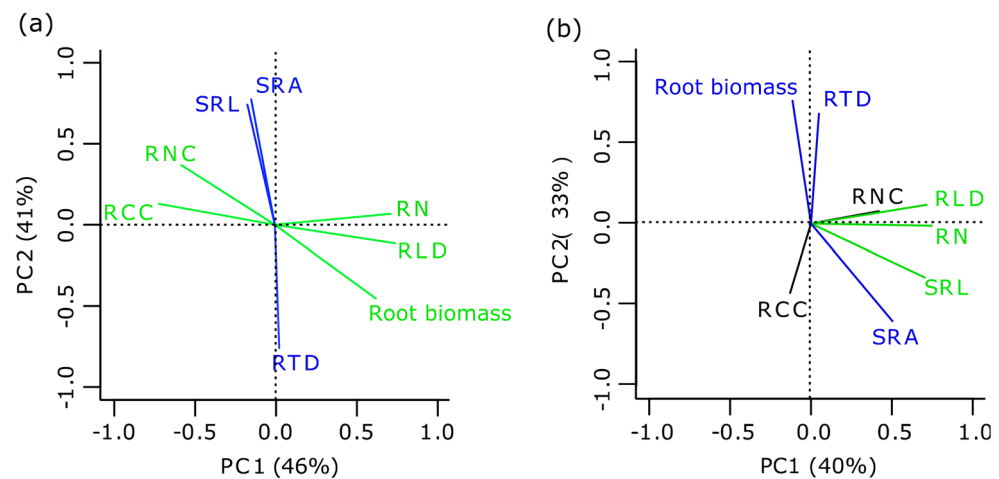 (a)
1.0
0.5
0.0
-0.5
-1.0
PC2 (41%)
SRA
SRL
RNC
RCC
RN
RLD
Root biomass
RTD
-1.0 -0.5 0.0 0.5 1.0
PC1 (46%)
(b)
1.0
0.5
0.0
-0.5
-1.0
PC2( 33%)
Root biomass
RTD
RNC
RLD
RN
SRL
RCC
SRA
-1.0 -0.5 0.0 0.5 1.0
PC1 (40%)